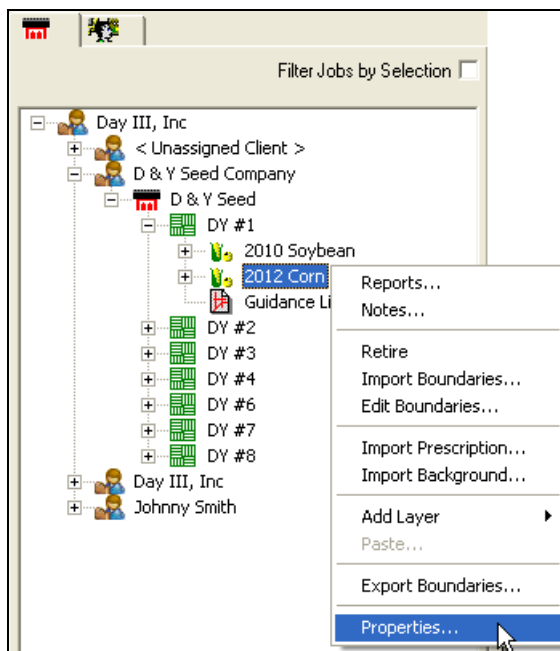 Filter Jobs by Selection
Day III, Inc
< Unassigned Client >
D & Y Seed Company
D & Y Seed
DY #1
2010 Soybean
2012 Corn
Guidance Li
DY #2
DY #3
DY #4
DY #6
DY #7
DY #8
Day III, Inc
Johnny Smith
Reports...
Notes...
Retire
Import Boundaries...
Edit Boundaries...
Import Prescription...
Import Background...
Add Layer
Paste...
Export Boundaries...
Properties...